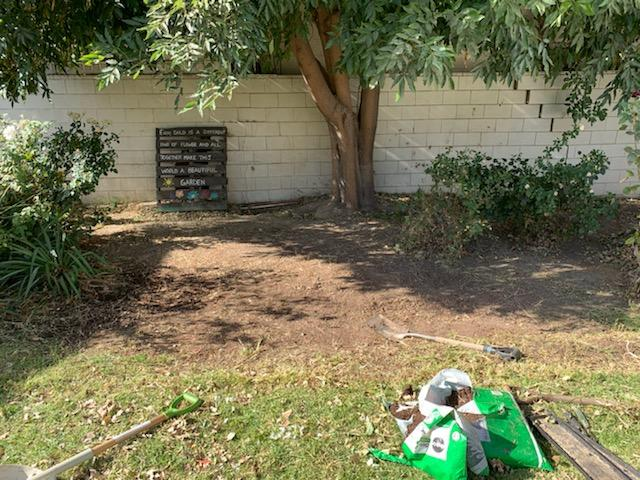 EACH CHILD IS A DIFFERENT
KIND OF FLOWER AND ALL
TOGETHER MAKE THIS
WORLD A BEAUTIFUL
GARDEN